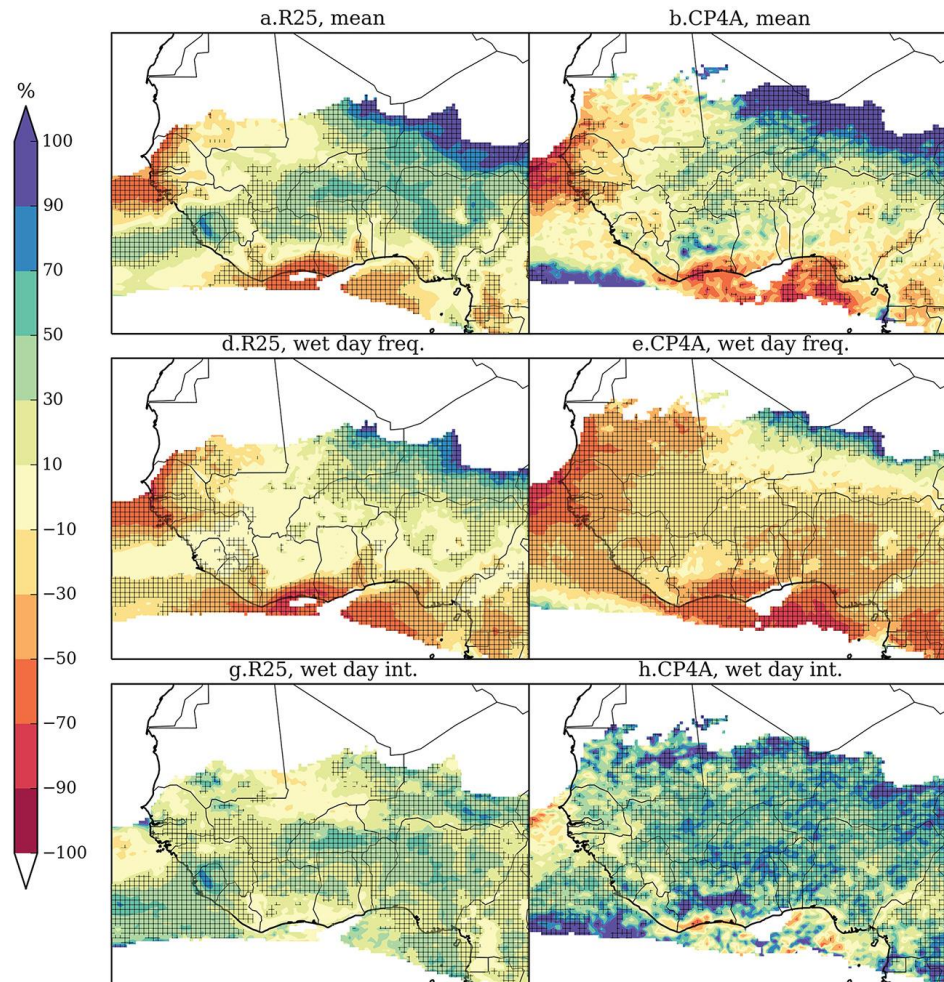 a.R25, mean
b.CP4A, mean
%
100
90
70
50
30
10
−10
−30
−50
−70
−90
−100
d.R25, wet day freq.
e.CP4A, wet day freq.
g.R25, wet day int.
h.CP4A, wet day int.